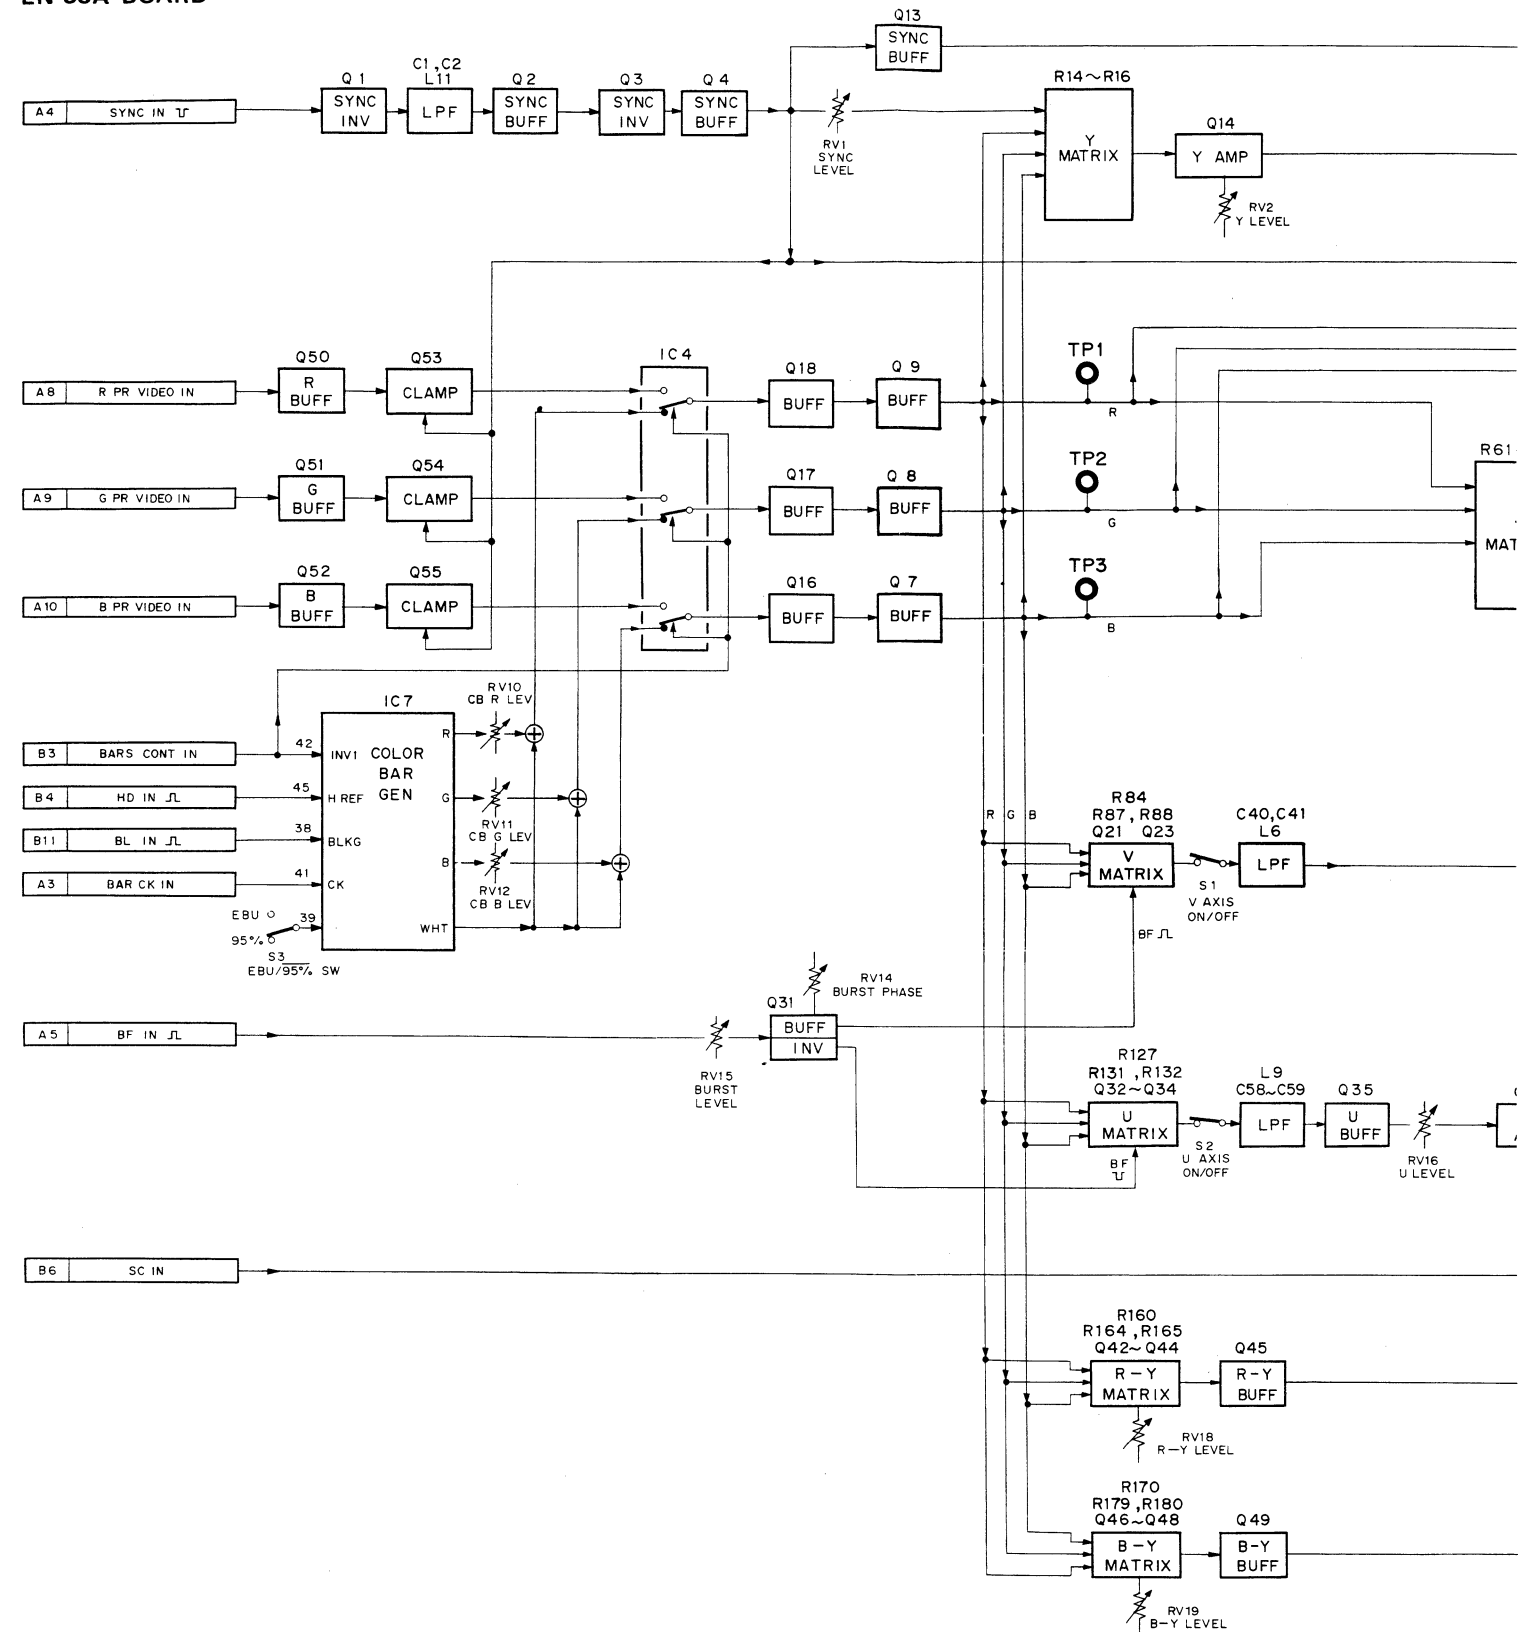 Q13
SYNC
BUFF
A4 SYNC IN
Q1
SYNC
INV
C1,C2
L11
LPF
Q2
SYNC
BUFF
Q3
SYNC
INV
Q4
SYNC
BUFF
RV1
SYNC
LEVEL
R14~R16
Y
MATRIX
Q14
Y AMP
RV2
Y LEVEL
A8 R PR VIDEO IN
Q50
R
BUFF
Q53
CLAMP
IC4
Q18
BUFF
Q9
BUFF
TP1
R
A9 G PR VIDEO IN
Q51
G
BUFF
Q54
CLAMP
Q17
BUFF
Q8
BUFF
TP2
G
R61
MAT
A10 B PR VIDEO IN
Q52
B
BUFF
Q55
CLAMP
Q16
BUFF
Q7
BUFF
TP3
B
B3 BARS CONT IN
B4 HD IN
B11 BL IN
A3 BAR CK IN
EBU
95%
S3
EBU/95% SW
42
45
38
41
39
IC7
COLOR
BAR
GEN
INV1
H REF
BLKG
CK
R
G
B
WHT
RV10
CB R LEV
RV11
CB G LEV
RV12
CB B LEV
R G B
R84
R87,R88
Q21 Q23
V
MATRIX
S1
V AXIS
ON/OFF
C40,C41
L6
LPF
BF
A5 BF IN
RV15
BURST
LEVEL
Q31
BUFF
INV
RV14
BURST PHASE
R127
R131,R132
Q32~Q34
U
MATRIX
BF
S2
U AXIS
ON/OFF
L9
C58~C59
LPF
Q35
U
BUFF
RV16
U LEVEL
B6 SC IN
R160
R164,R165
Q42~Q44
R-Y
MATRIX
RV18
R-Y LEVEL
Q45
R-Y
BUFF
R170
R179,R180
Q46~Q48
B-Y
MATRIX
RV19
B-Y LEVEL
Q49
B-Y
BUFF